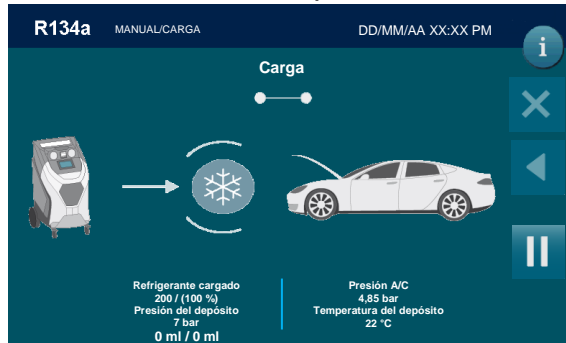 R134a MANUAL/CARGA DD/MM/AA XX:XX PM
i
Carga
Refrigerante cargado
200 / (100 %)
Presión del depósito
7 bar
0 ml / 0 ml
Presión A/C
4,85 bar
Temperatura del depósito
22 °C